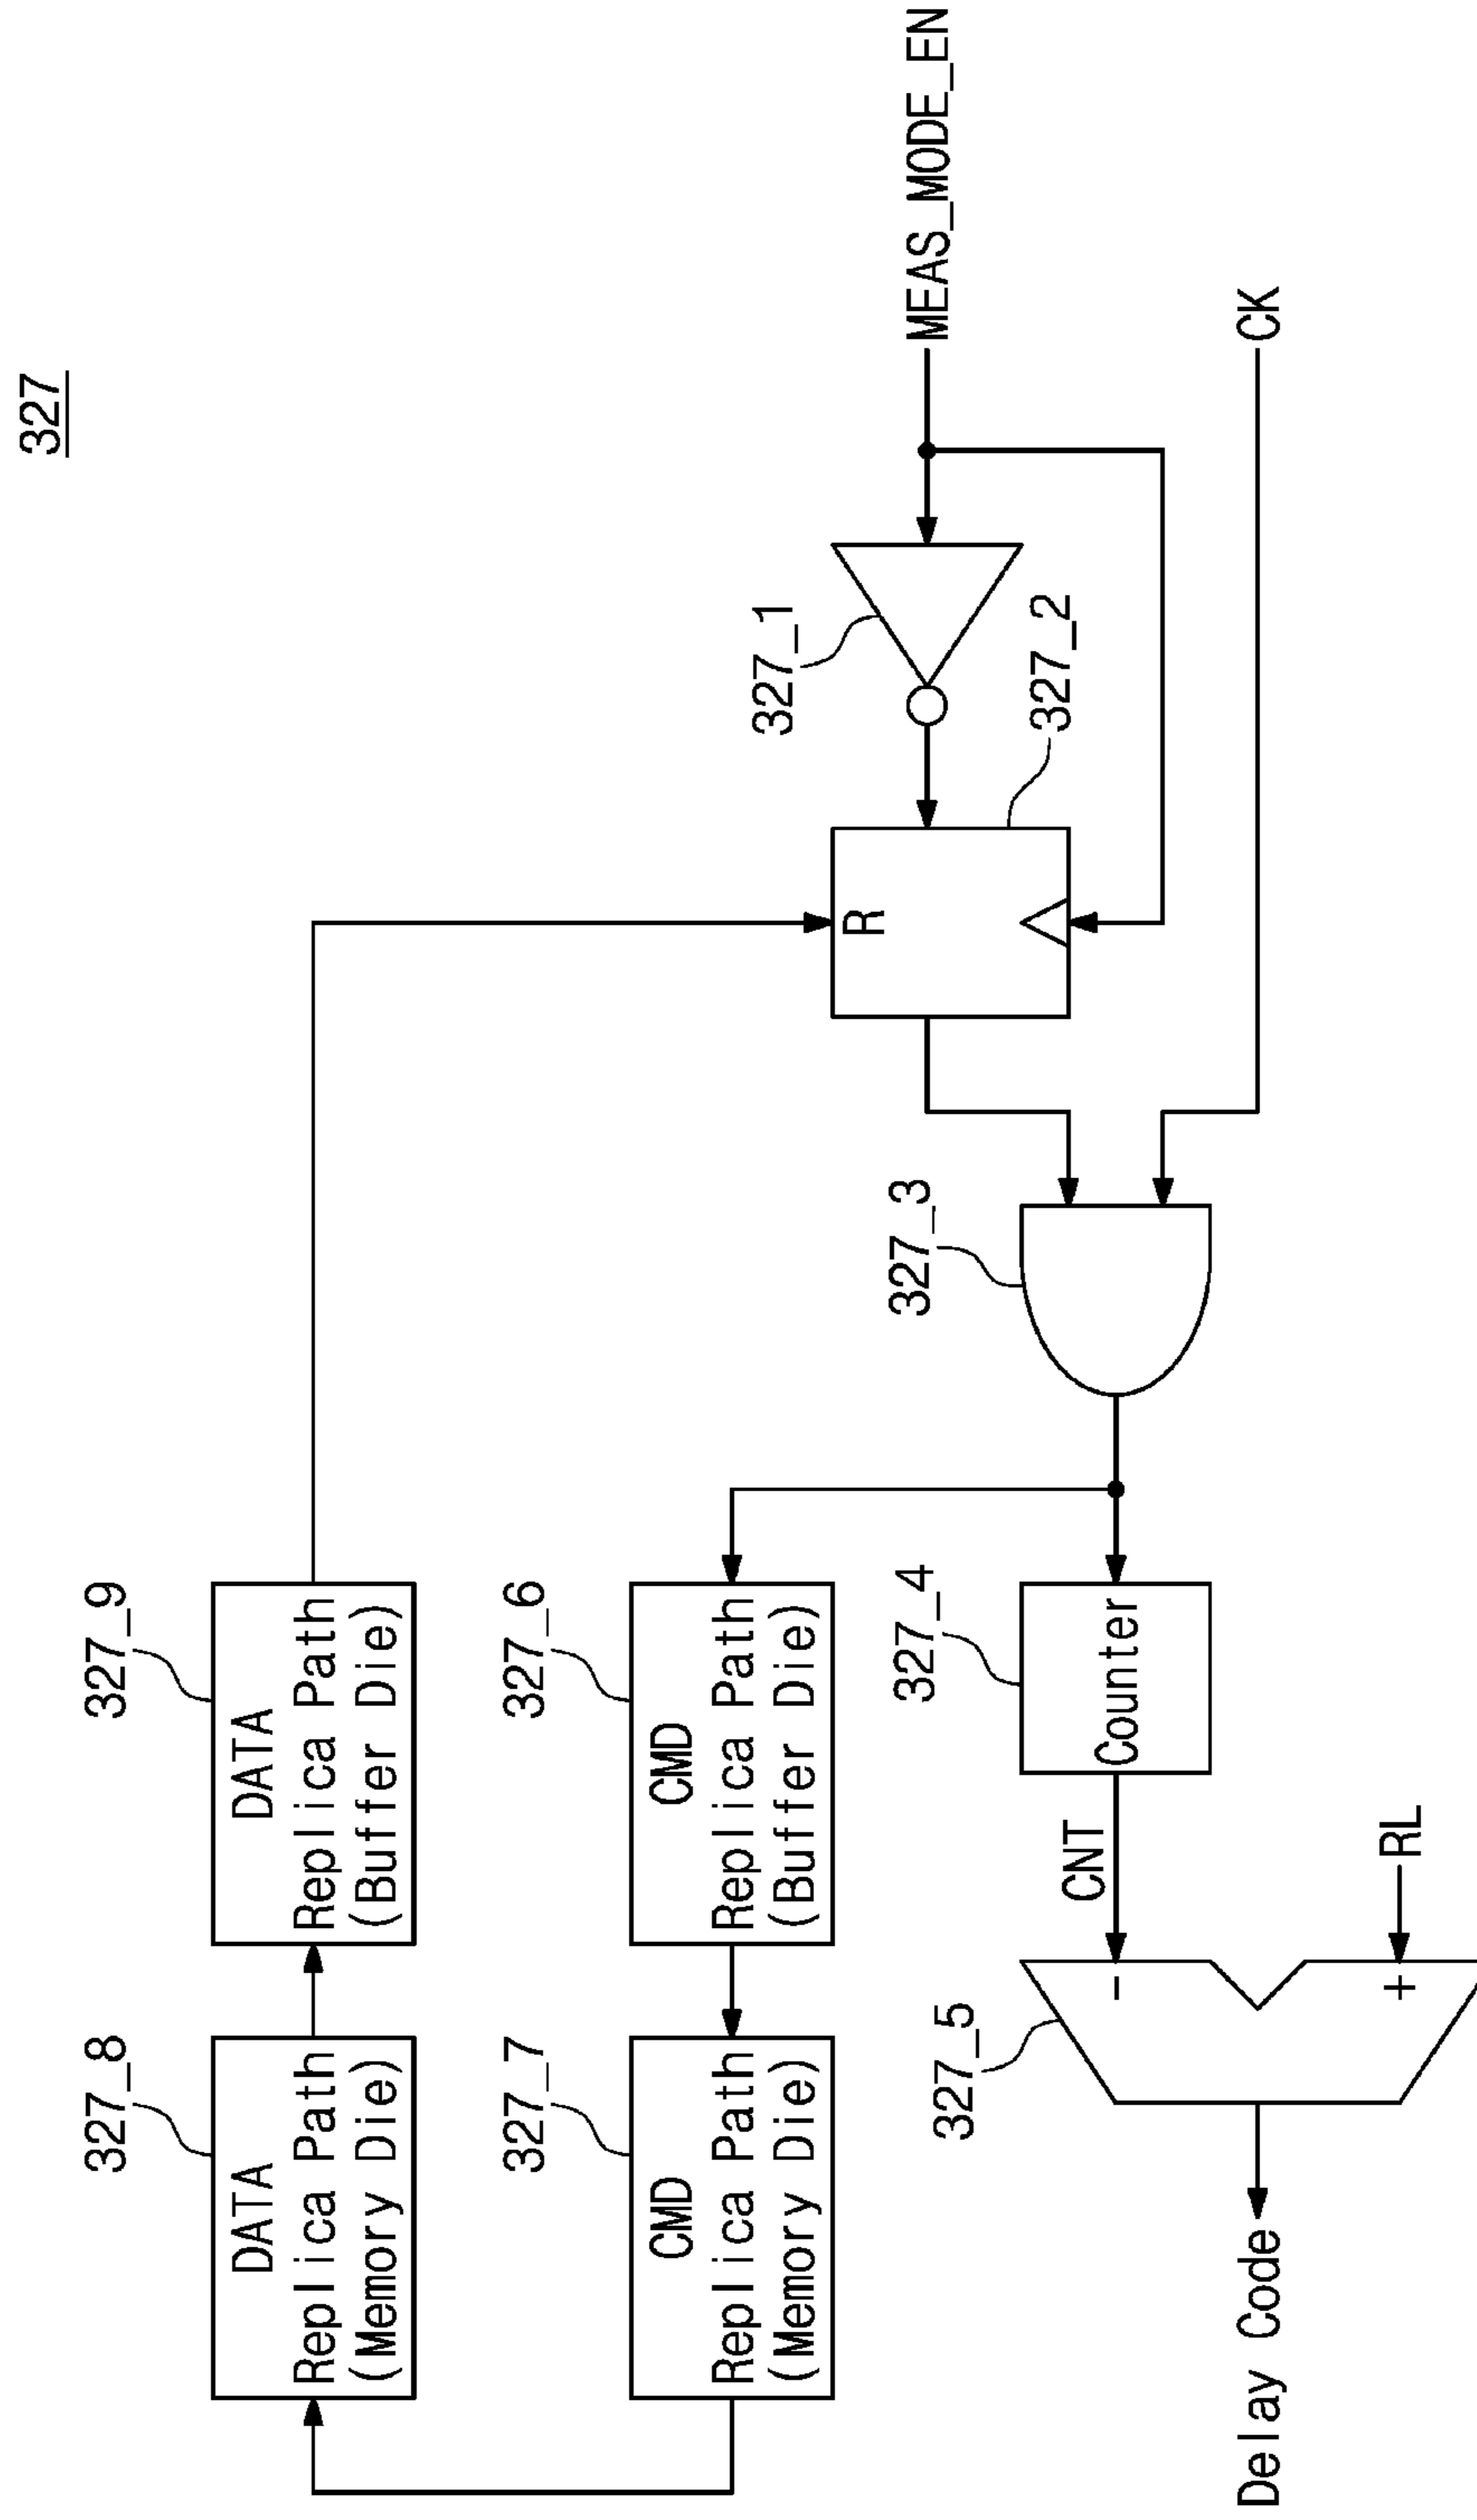 327
327_9
DATA
Replica Path
(Buffer Die)
327_8
DATA
Replica Path
(Memory Die)
327_6
CMD
Replica Path
(Buffer Die)
327_7
CMD
Replica Path
(Memory Die)
327_1
MEAS_MODE_EN
R
327_2
327_3
327_4
Counter
CNT
327_5
-
+
RL
CK
Delay Code